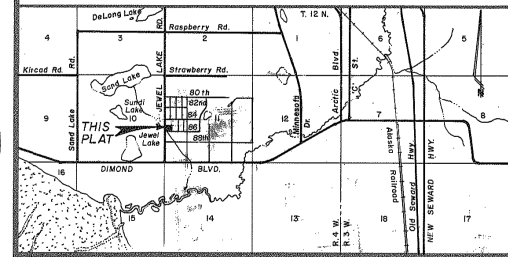 DeLong Lake
T. 12 N.
RD.
Raspberry Rd.
4
3
2
1
6
5
Blvd.
St.
Kircad Rd.
Rd.
LAKE
Strawberry Rd.
Sand Lake
JEWEL
80th
Sundi Lake
82nd
84
86
88th
9
10
11
12
7
8
Sand Lake
THIS PLAT
Jewel Lake
Minnesota Dr.
Arctic
"C"
DIMOND BLVD.
16
15
14
13
18
17
R. 4 W.
R. 3 W.
Alaska Railroad
Old Seward Hwy.
NEW SEWARD HWY.